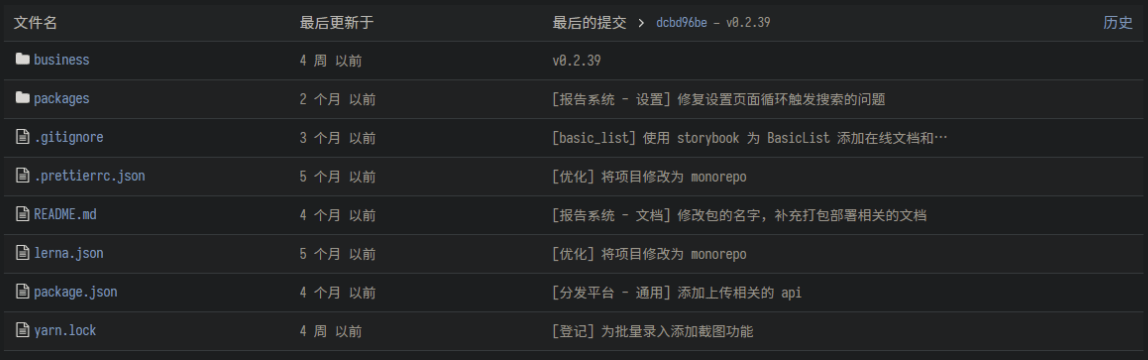 文件名 最后更新于 最后的提交 > dcbd96be - v0.2.39 历史
business 4 周 以前 v0.2.39
packages 2 个月 以前 [报告系统 - 设置] 修复设置页面循环触发搜索的问题
.gitignore 3 个月 以前 [basic_list] 使用 storybook 为 BasicList 添加在线文档和…
.prettierrc.json 5 个月 以前 [优化] 将项目修改为 monorepo
README.md 4 个月 以前 [报告系统 - 文档] 修改包的名字，补充打包部署相关的文档
lerna.json 5 个月 以前 [优化] 将项目修改为 monorepo
package.json 4 个月 以前 [分发平台 - 通用] 添加上传相关的 api
yarn.lock 4 周 以前 [登记] 为批量录入添加截图功能